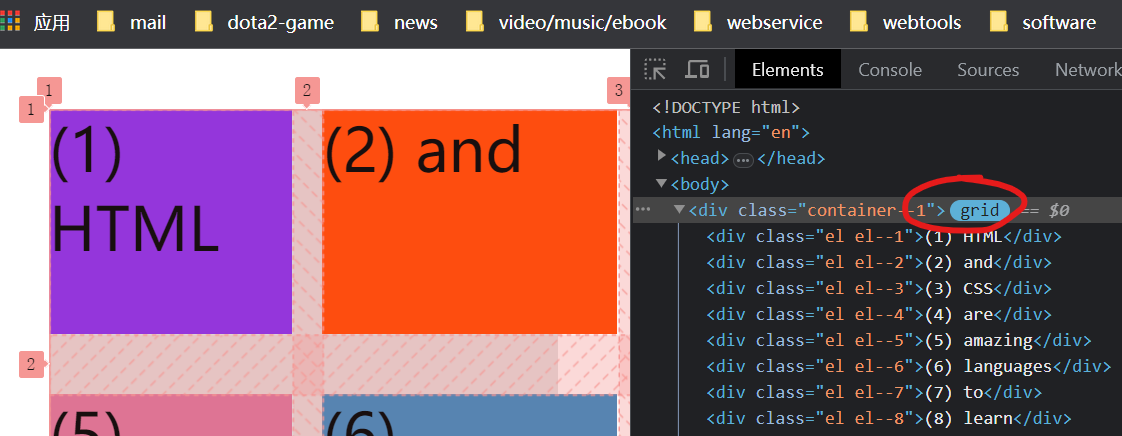 应用 mail dota2-game news video/music/ebook webservice webtools software
Elements Console Sources Network
1 2 3
1
(1) HTML
(2) and
2
(5)
(6)
<!DOCTYPE html>
<html lang="en">
<head>…</head>
<body>
… <div class="container--1"> grid == $0
<div class="el el--1">(1) HTML</div>
<div class="el el--2">(2) and</div>
<div class="el el--3">(3) CSS</div>
<div class="el el--4">(4) are</div>
<div class="el el--5">(5) amazing</div>
<div class="el el--6">(6) languages</div>
<div class="el el--7">(7) to</div>
<div class="el el--8">(8) learn</div>